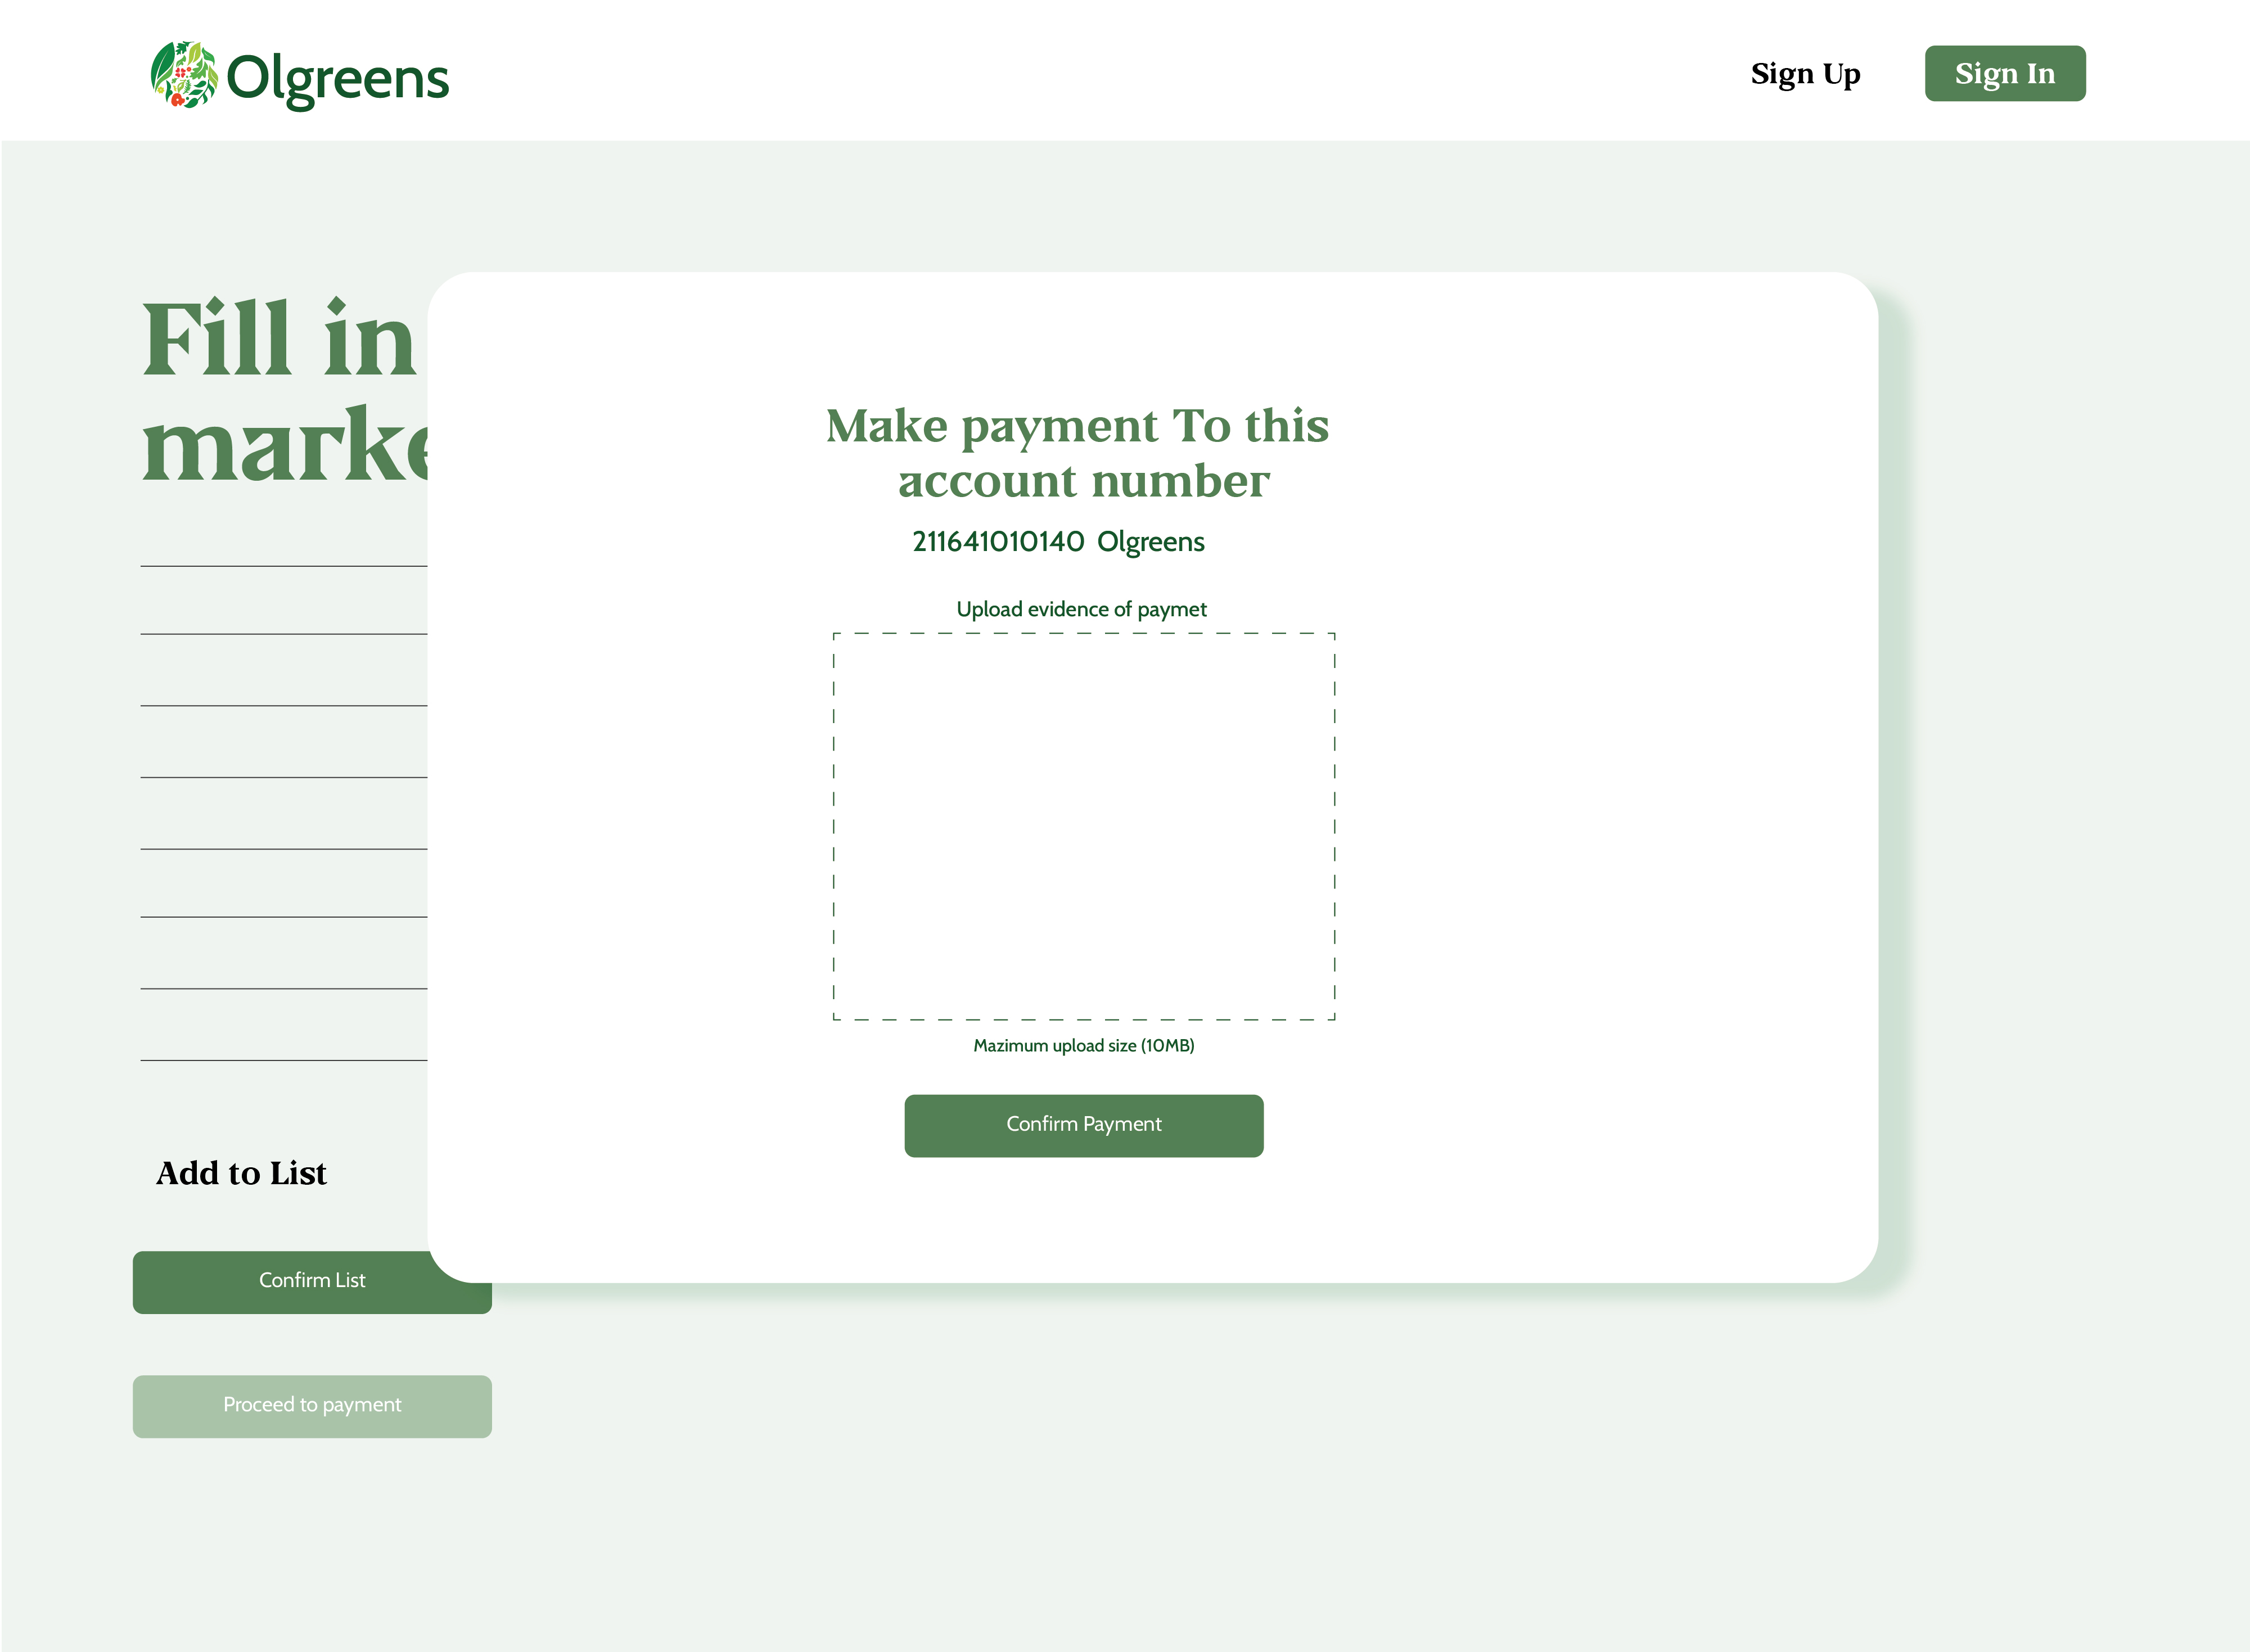 Olgreens
Sign Up
Sign In
Fill in
marke
Make payment To this
account number
211641010140 Olgreens
Upload evidence of paymet
Mazimum upload size (10MB)
Confirm Payment
Add to List
Confirm List
Proceed to payment